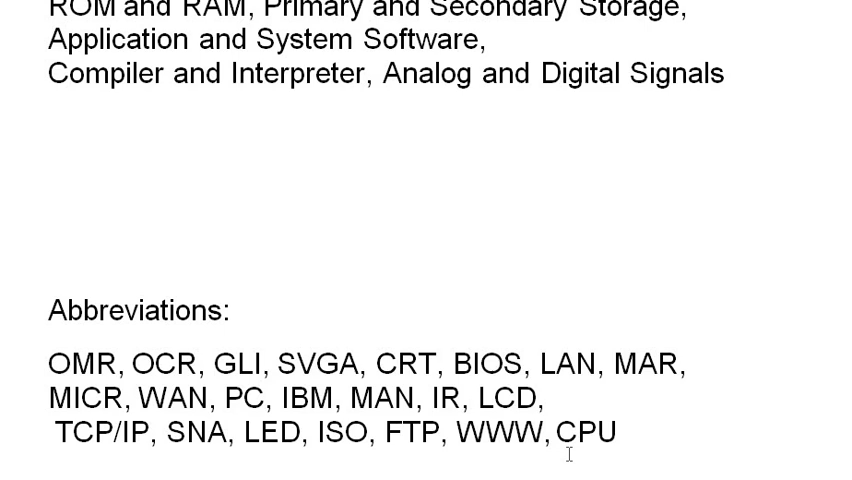 ROM and RAM, Primary and Secondary Storage,
Application and System Software,
Compiler and Interpreter, Analog and Digital Signals
Abbreviations:
OMR, OCR, GLI, SVGA, CRT, BIOS, LAN, MAR,
MICR, WAN, PC, IBM, MAN, IR, LCD,
TCP/IP, SNA, LED, ISO, FTP, WWW, CPU